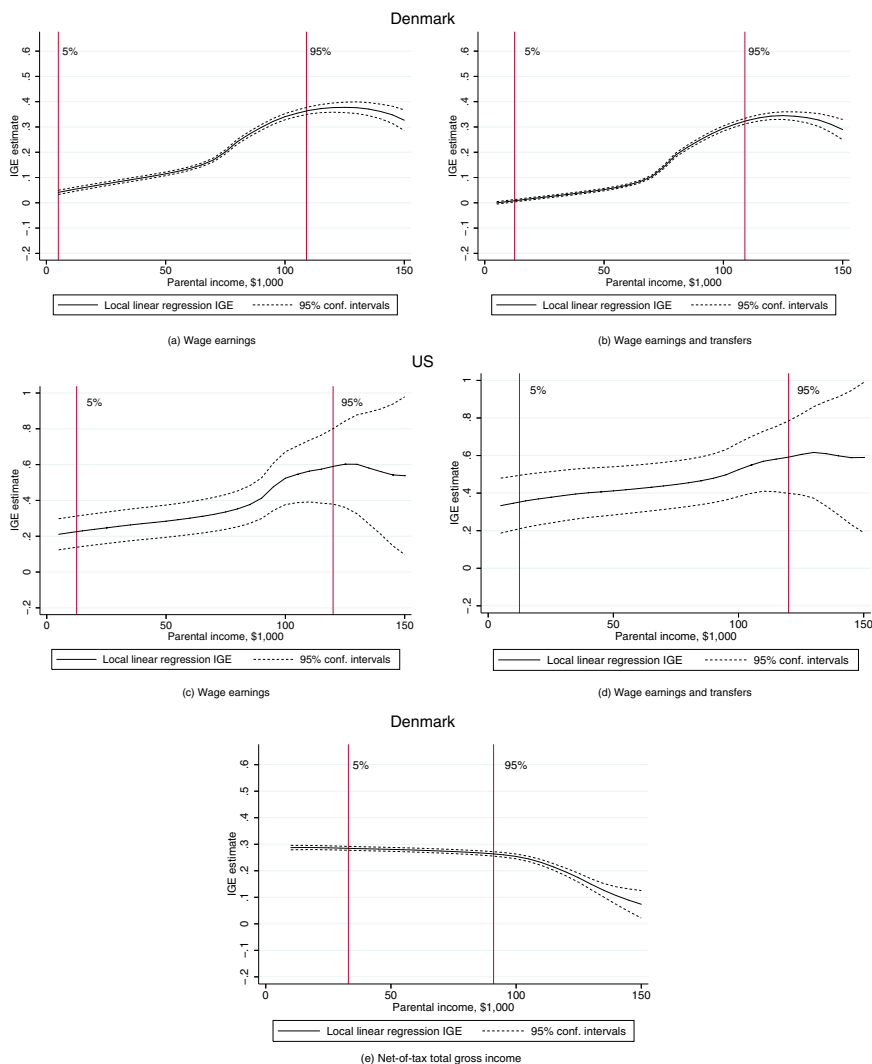 Denmark
5%
95%
IGE estimate
.6
.5
.4
.3
.2
.1
0
-.1
-.2
0
50
100
150
Parental income, $1,000
Local linear regression IGE
95% conf. intervals
(a) Wage earnings
5%
95%
IGE estimate
.6
.5
.4
.3
.2
.1
0
-.1
-.2
0
50
100
150
Parental income, $1,000
Local linear regression IGE
95% conf. intervals
(b) Wage earnings and transfers
US
5%
95%
IGE estimate
1
.8
.6
.4
.2
0
-.2
0
50
100
150
Parental income, $1,000
Local linear regression IGE
95% conf. intervals
(c) Wage earnings
5%
95%
IGE estimate
1
.8
.6
.4
.2
0
-.2
0
50
100
150
Parental income, $1,000
Local linear regression IGE
95% conf. intervals
(d) Wage earnings and transfers
Denmark
5%
95%
IGE estimate
.6
.5
.4
.3
.2
.1
0
-.1
-.2
0
50
100
150
Parental income, $1,000
Local linear regression IGE
95% conf. intervals
(e) Net-of-tax total gross income